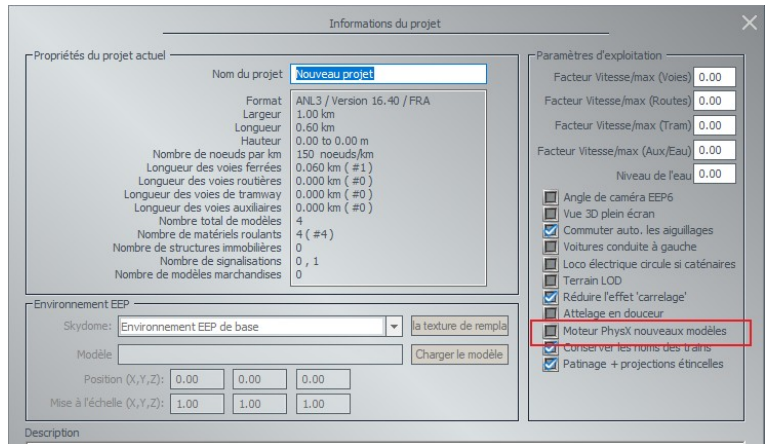 Informations du projet
Propriétés du projet actuel
Nom du projet Nouveau projet
Format ANL3 / Version 16.40 / FRA
Largeur 1.00 km
Longueur 0.60 km
Hauteur 0.00 to 0.00 m
Nombre de noeuds par km 150 noeuds/km
Longueur des voies ferrées 0.060 km ( #1 )
Longueur des voies routières 0.000 km ( #0 )
Longueur des voies de tramway 0.000 km ( #0 )
Longueur des voies auxiliaires 0.000 km ( #0 )
Nombre total de modèles 4
Nombre de matériels roulants 4 ( #4 )
Nombre de structures immobilières 0
Nombre de signalisations 0 , 1
Nombre de modèles marchandises 0
Environnement EEP
Skydome: Environnement EEP de base la texture de rempla
Modèle Charger le modèle
Position (X,Y,Z): 0.00 0.00 0.00
Mise à l'échelle (X,Y,Z): 1.00 1.00 1.00
Description
Paramètres d'exploitation
Facteur Vitesse/max (Voies) 0.00
Facteur Vitesse/max (Routes) 0.00
Facteur Vitesse/max (Tram) 0.00
Facteur Vitesse/max (Aux/Eau) 0.00
Niveau de l'eau 0.00
Angle de caméra EEP6
Vue 3D plein écran
Commuter auto. les aiguillages
Voitures conduite à gauche
Loco électrique circule si caténaires
Terrain LOD
Réduire l'effet 'carrelage'
Attelage en douceur
Moteur PhysX nouveaux modèles
Conserver les noms des trains
Patinage + projections étincelles